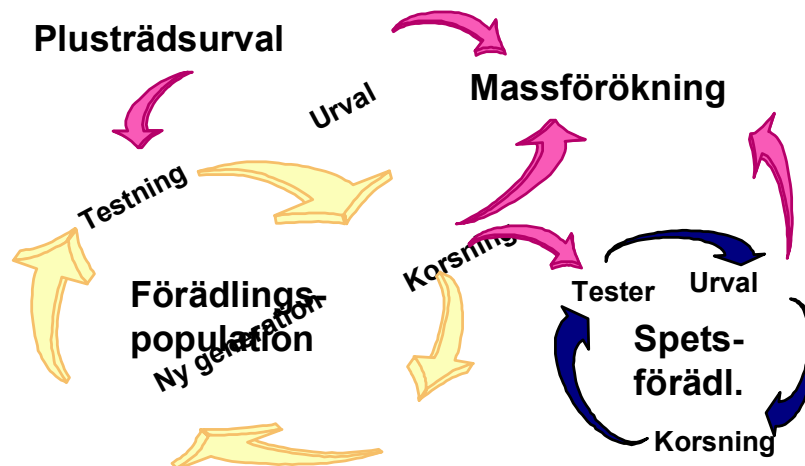 Plusträdsurval
Urval
Massförökning
Testning
Korsning
Förädlings-
population
Ny generation
Tester
Urval
Spets-
förädl.
Korsning